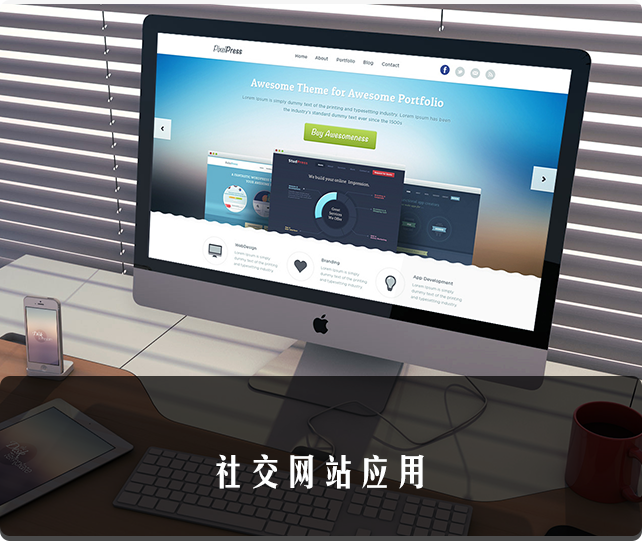 PixelPress
Home About Portfolio Blog Contact
Awesome Theme for Awesome Portfolio
Lorem Ipsum is simply dummy text of the printing and typesetting industry. Lorem Ipsum has been
the industry's standard dummy text ever since the 1500s
Buy Awesomeness
We build your online Impression.
Great
Services
We Offer
WebDesign
Lorem Ipsum is simply
dummy text of the printing
and typesetting industry.
Branding
Lorem Ipsum is simply
dummy text of the printing
and typesetting industry.
App Development
Lorem Ipsum is simply
dummy text of the printing
and typesetting industry.
社交网站应用